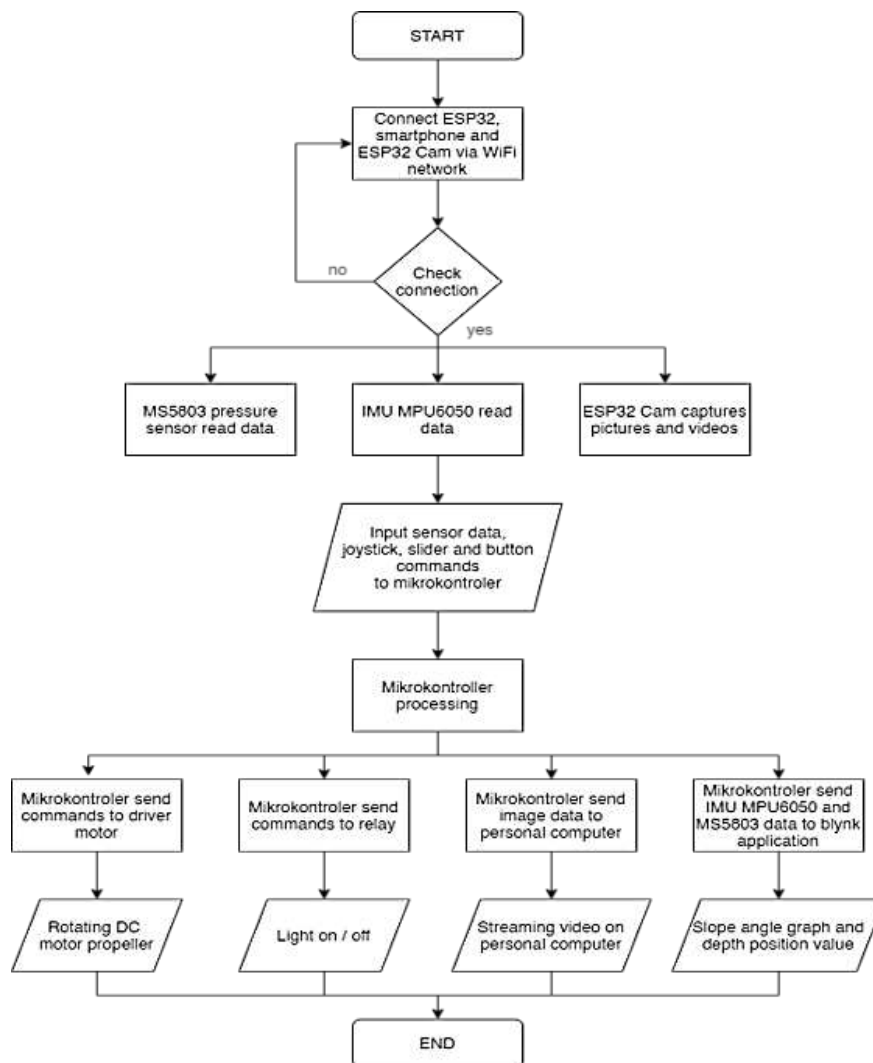 START
Connect ESP32,
smartphone and
ESP32 Cam via WiFi
network
no
Check
connection
yes
MS5803 pressure
sensor read data
IMU MPU6050 read
data
ESP32 Cam captures
pictures and videos
Input sensor data,
joystick, slider and button
commands
to mikrokontroler
Mikrokontroller
processing
Mikrokontroler send
commands to driver
motor
Mikrokontroler send
commands to relay
Mikrokontroler send
image data to
personal computer
Mikrokontroler send
IMU MPU6050 and
MS5803 data to blynk
application
Rotating DC
motor propeller
Light on / off
Streaming video on
personal computer
Slope angle graph and
depth position value
END